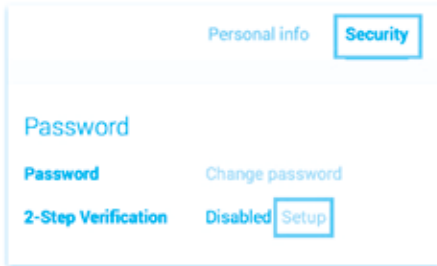 Personal info Security
Password
Password Change password
2-Step Verification Disabled Setup